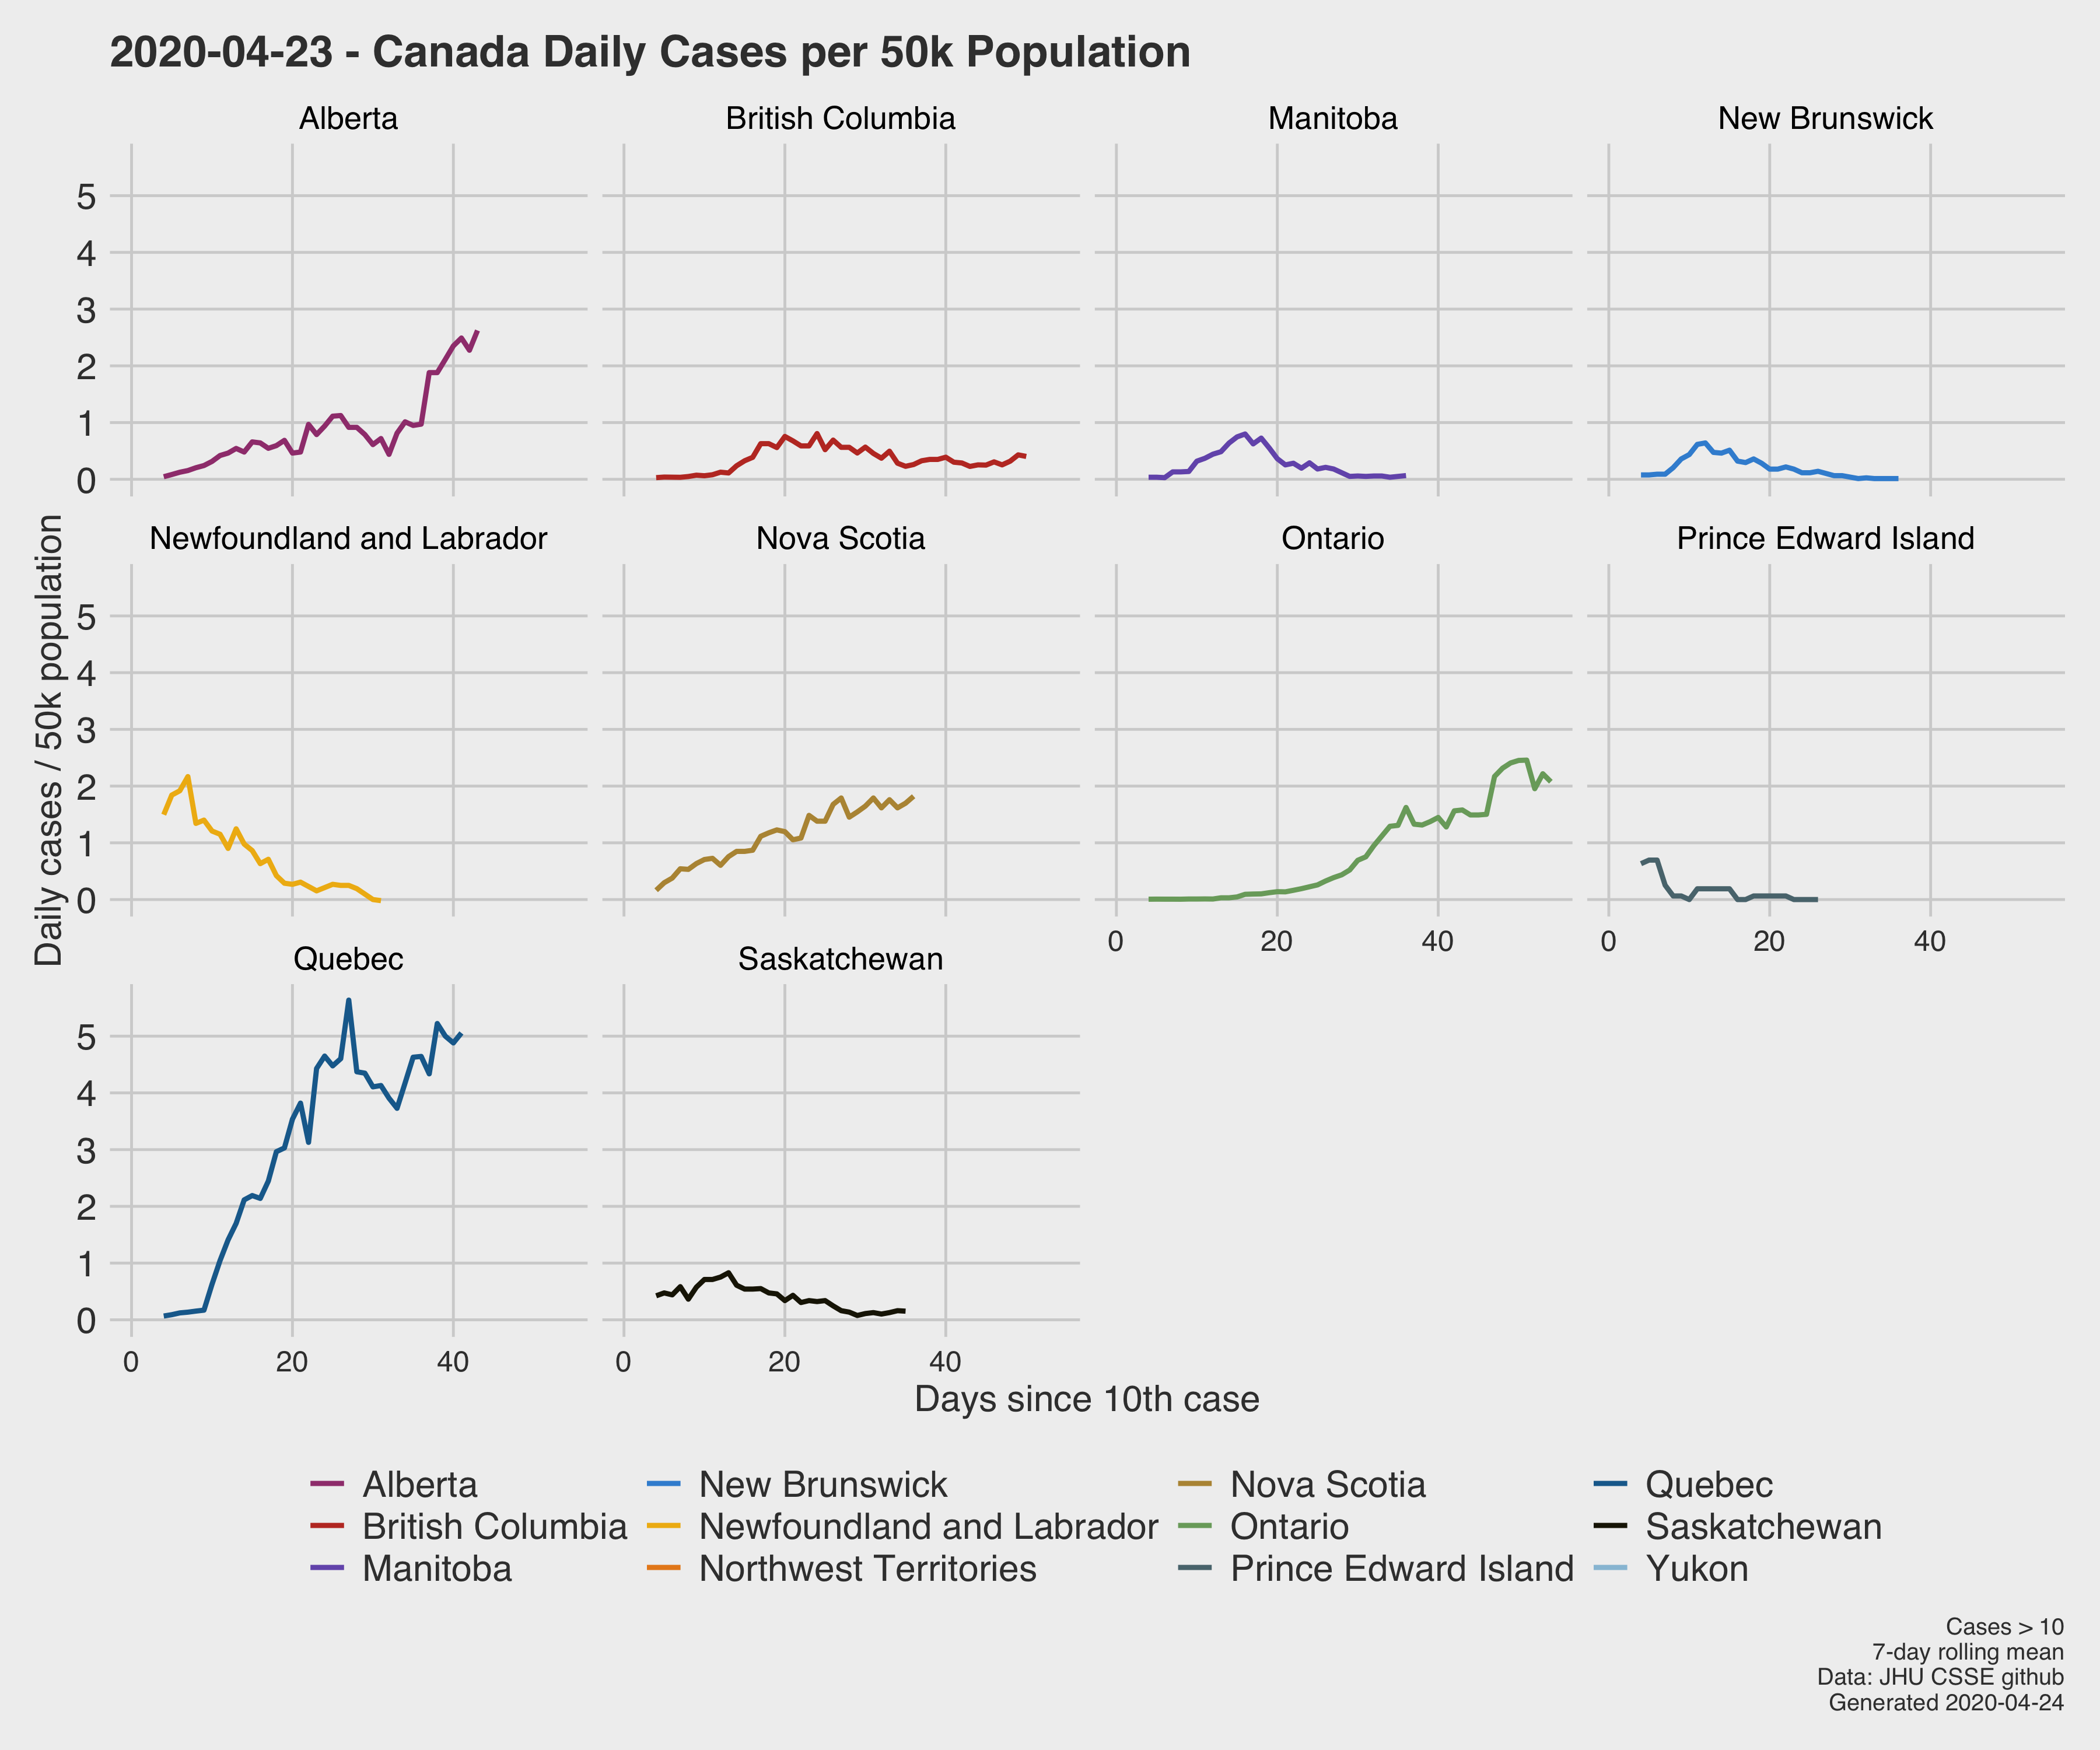 2020-04-23 - Canada Daily Cases per 50k Population
Alberta British Columbia Manitoba New Brunswick
5
4
3
2
1
0
Newfoundland and Labrador Nova Scotia Ontario Prince Edward Island
Daily cases / 50k population
5
4
3
2
1
0
0 20 40 0 20 40
Quebec Saskatchewan
5
4
3
2
1
0
0 20 40 0 20 40
Days since 10th case
Alberta New Brunswick Nova Scotia Quebec
British Columbia Newfoundland and Labrador Ontario Saskatchewan
Manitoba Northwest Territories Prince Edward Island Yukon
Cases > 10
7-day rolling mean
Data: JHU CSSE github
Generated 2020-04-24